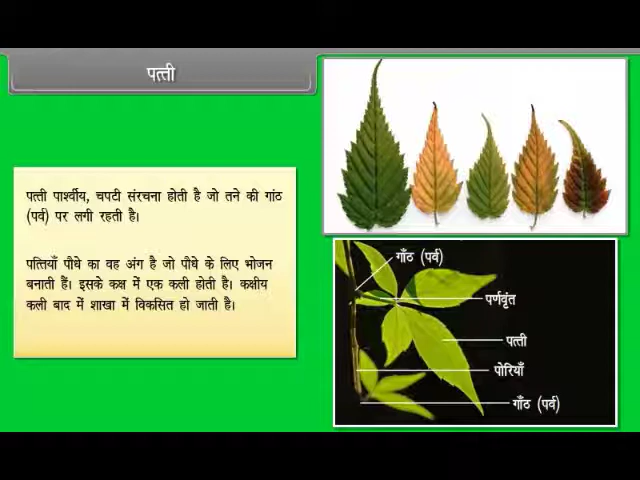 पत्ती
पत्ती पार्श्वीय, चपटी संरचना होती है जो तने की गांठ
(पर्व) पर लगी रहती है।
पत्तियाँ पौधे का वह अंग है जो पौधे के लिए भोजन
बनाती हैं। इसके कक्ष में एक कली होती है। कक्षीय
कली बाद में शाखा में विकसित हो जाती है।
गाँठ (पर्व)
पर्णवृंत
पत्ती
पोरियाँ
गाँठ (पर्व)